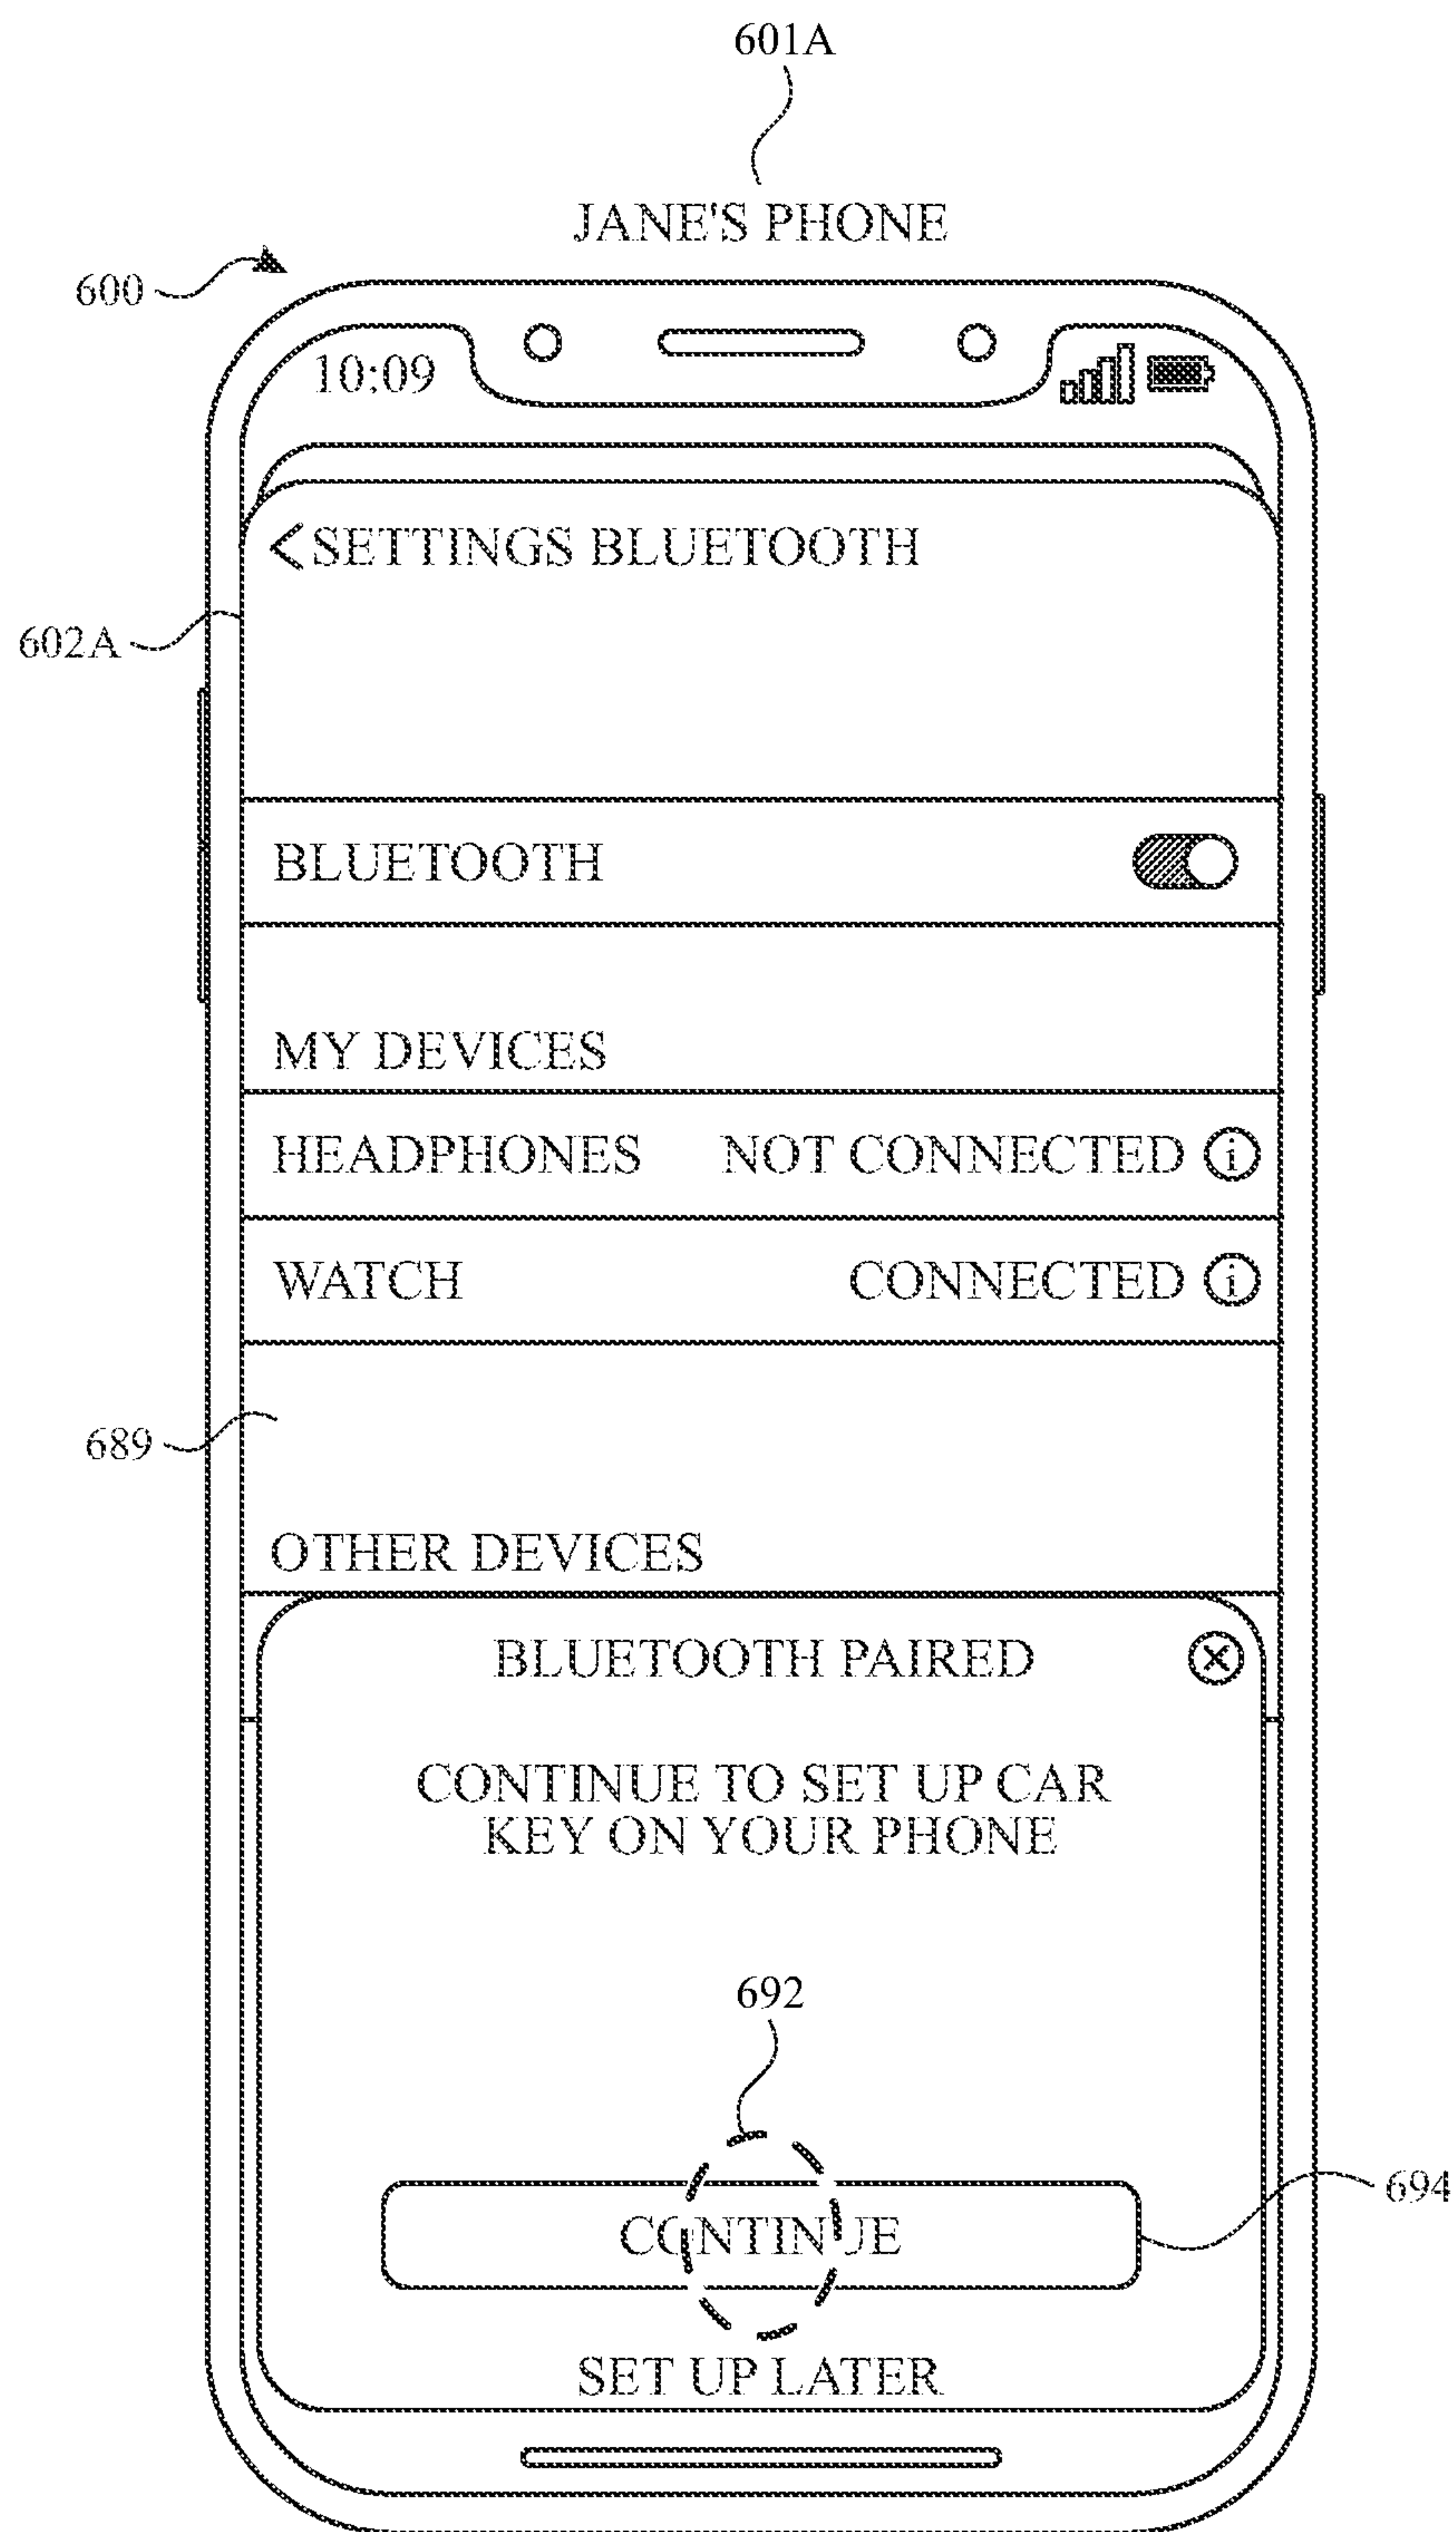 601A
JANE'S PHONE
600
10:09
SETTINGS BLUETOOTH
602A
BLUETOOTH
MY DEVICES
HEADPHONES NOT CONNECTED i
WATCH CONNECTED i
689
OTHER DEVICES
BLUETOOTH PAIRED
CONTINUE TO SET UP CAR
KEY ON YOUR PHONE
692
694
CONTINUE
SET UP LATER